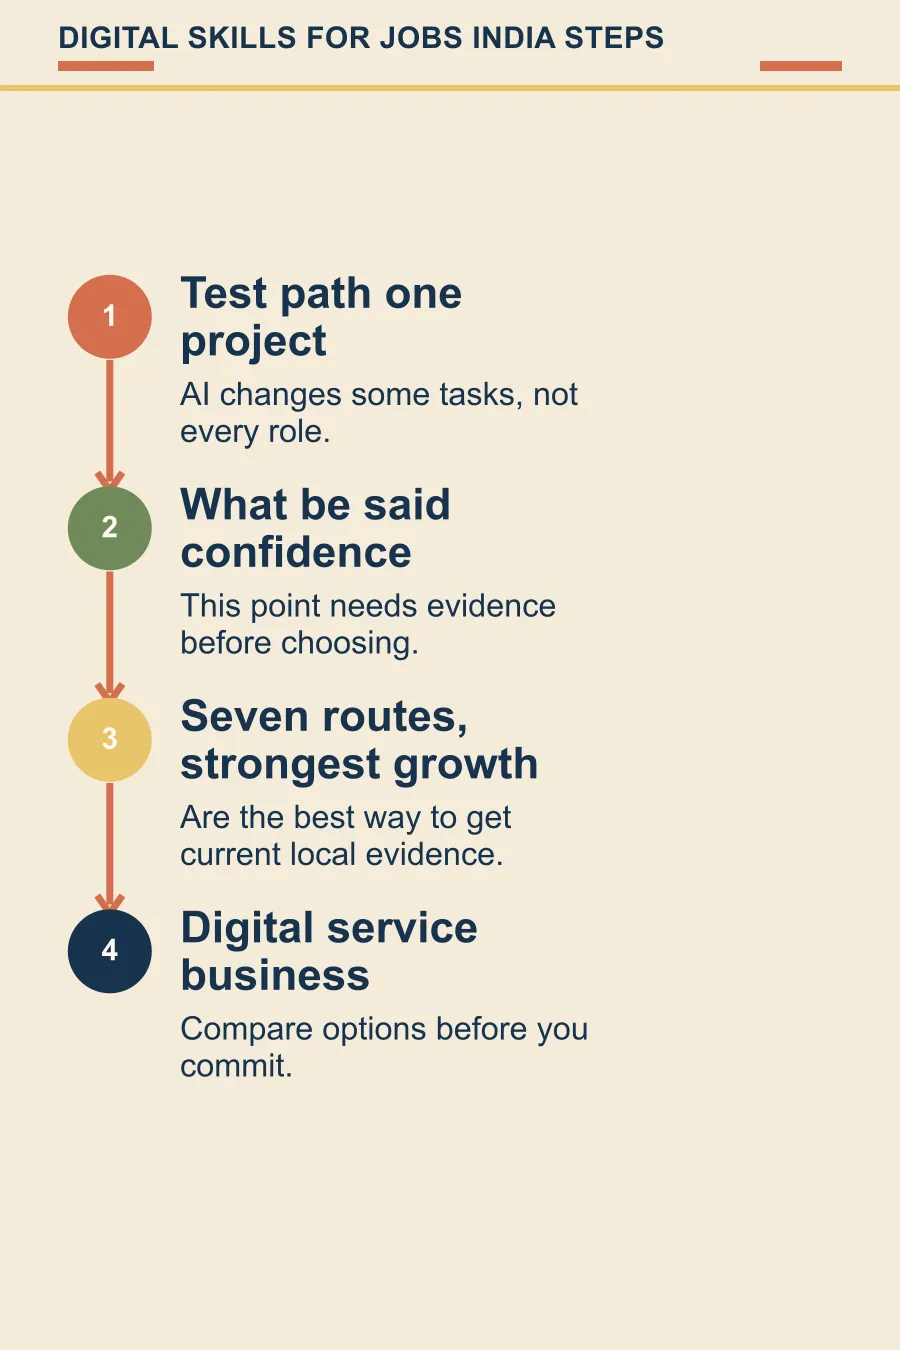 DIGITAL SKILLS FOR JOBS INDIA STEPS
1
Test path one
project
AI changes some tasks, not
every role.
2
What be said
confidence
This point needs evidence
before choosing.
3
Seven routes,
strongest growth
Are the best way to get
current local evidence.
4
Digital service
business
Compare options before you
commit.